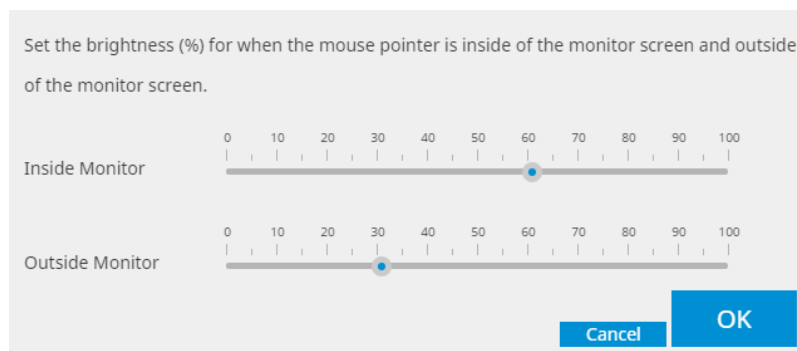 Set the brightness (%) for when the mouse pointer is inside of the monitor screen and outside
of the monitor screen.
0 10 20 30 40 50 60 70 80 90 100
Inside Monitor
0 10 20 30 40 50 60 70 80 90 100
Outside Monitor
OK
Cancel